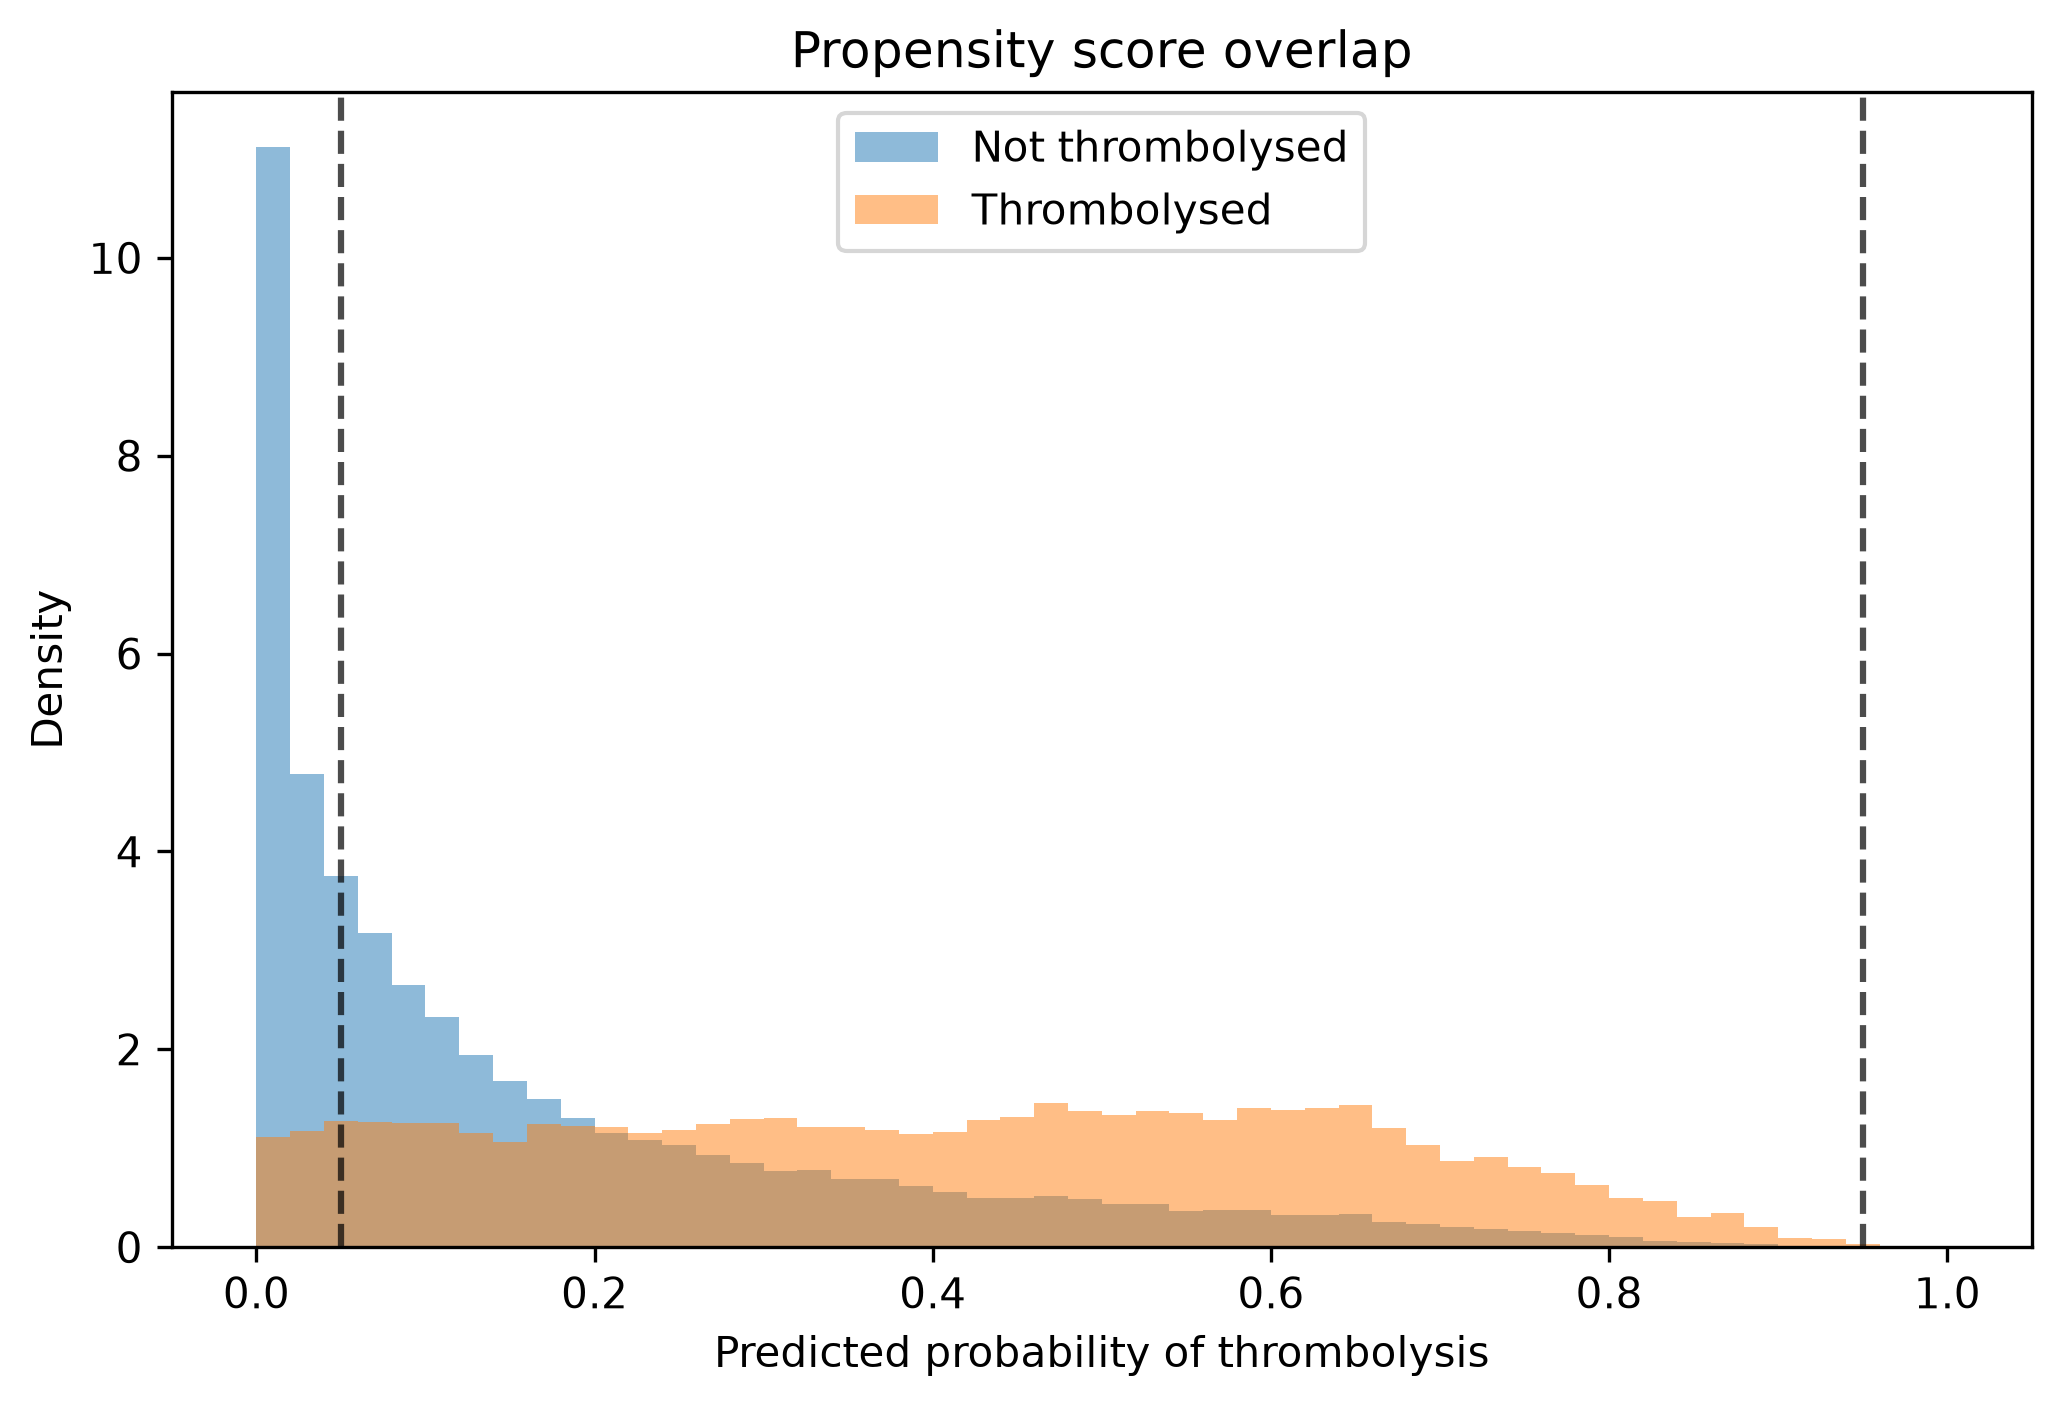 Propensity score overlap
Not thrombolysed
Thrombolysed
10
8
6
4
2
0
Density
0.0 0.2 0.4 0.6 0.8 1.0
Predicted probability of thrombolysis